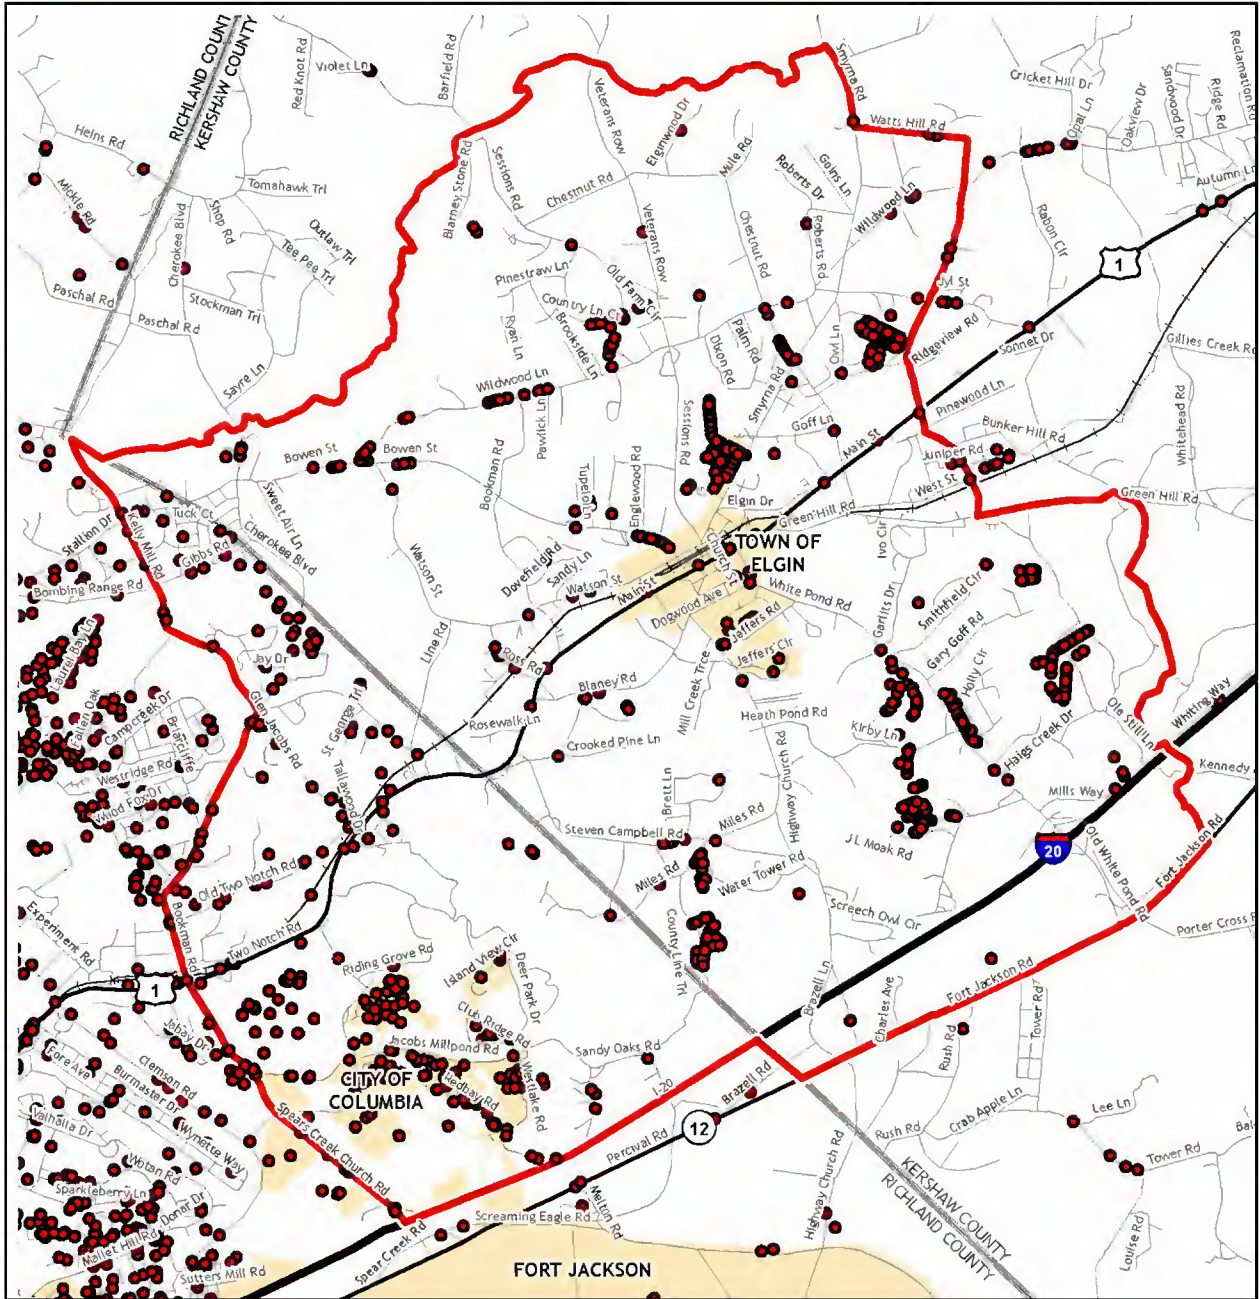 RICHLAND COUNT
KERSHAW COUNTY
Red Knot Rd
Violet Ln
Barfield Rd
Smyrna Rd
Veterans Row
Elginwood Dr
Cricket Hill Dr
Opal Ln
Oakview Dr
Sandwood Dr
Ridge Rd
Reclamation Rd
Heins Rd
Mickle Rd
Tomahawk Trl
Cherokee Blvd
Shop Rd
Outlaw Trl
Tee Pee Trl
Stockman Trl
Paschal Rd
Paschal Rd
Sayre Ln
Blarney Stone Rd
Sessions Rd
Chestnut Rd
Mule Rd
Roberts Dr
Goins Ln
Wildwood Ln
Watts Hill Rd
Autumn Ln
Rabon Cir
1
Veterans Row
Chestnut Rd
Roberts Rd
Pinestraw Ln
Old Farm Cir
Country Ln Ct
Jyl St
Ryan Ln
Brookside Ln
Palm Rd
Dixon Rd
Owl Ln
Ridgeview Rd
Sonnet Dr
Gillies Creek Rd
Wildwood Ln
Pawlick Ln
Smyrna Rd
Sessions Rd
Goff Ln
Main St
Pinewood Ln
Bunker Hill Rd
Juniper Rd
West St
Whitehead Rd
Green Hill Rd
Bowen St
Bowen St
Bookman Rd
Englewood Rd
Tupelo Ln
Elgin Dr
Green Hill Rd
Stallion Dr
Tuck Ct
Kelly Mill Rd
Gibbs Rd
Sweet Air Ln
Cherokee Blvd
Bombing Range Rd
Watson St
Dovefield Rd
Sandy Ln
Watson St
Main St
Church St
TOWN OF
ELGIN
Ivo Cir
White Pond Rd
Dogwood Ave
Garlits Dr
Smithfield Cir
Gary Goff Rd
Jeffers Rd
Jeffers Cir
Laurel Bay Ln
Line Rd
Ross Rd
Jay Dr
Blaney Rd
Mill Creek Trce
Holly Cir
Fallen Oak
Campcreek Dr
Briarcliffe
Glen Jacobs Rd
St George Trl
Rosewalk Ln
Heath Pond Rd
Kirby Ln
Haigs Creek Dr
Ole Still Ln
Whiting Way
Westridge Rd
Wood Fox Dr
Tallawood Dr
Crooked Pine Ln
Kennedy
Brett Ln
Highway Church Rd
Mills Way
Steven Campbell Rd
Miles Rd
J L Moak Rd
20
Old White Pond Rd
Fort Jackson Rd
Old Two Notch Rd
Miles Rd
Water Tower Rd
Experiment Rd
Bookman Rd
Two Notch Rd
Screech Owl Cir
Porter Cross R
County Line Trl
Riding Grove Rd
Island View Cir
Deer Park Dr
Brazell Ln
Charles Ave
Fort Jackson Rd
1
Jebay Dr
Club Ridge Rd
Jacobs Millpond Rd
Sandy Oaks Rd
Rush Rd
Tower Rd
ore Ave
Clemson Rd
Burmaster Dr
CITY OF
COLUMBIA
Redbay Rd
Westlake Rd
I-20
Brazell Rd
Valhalla Dr
Wynette Way
Spears Creek Church Rd
Percival Rd
12
Crab Apple Ln
Lee Ln
Rush Rd
Wotan Rd
Sparkleberry Ln
Donar Dr
Melton Rd
Highway Church Rd
KERSHAW COUNTY
RICHLAND COUNTY
Tower Rd
Bal
Mallet Hill Rd
Screaming Eagle Rd
Spear Creek Rd
Louise Rd
Sutters Mill Rd
FORT JACKSON